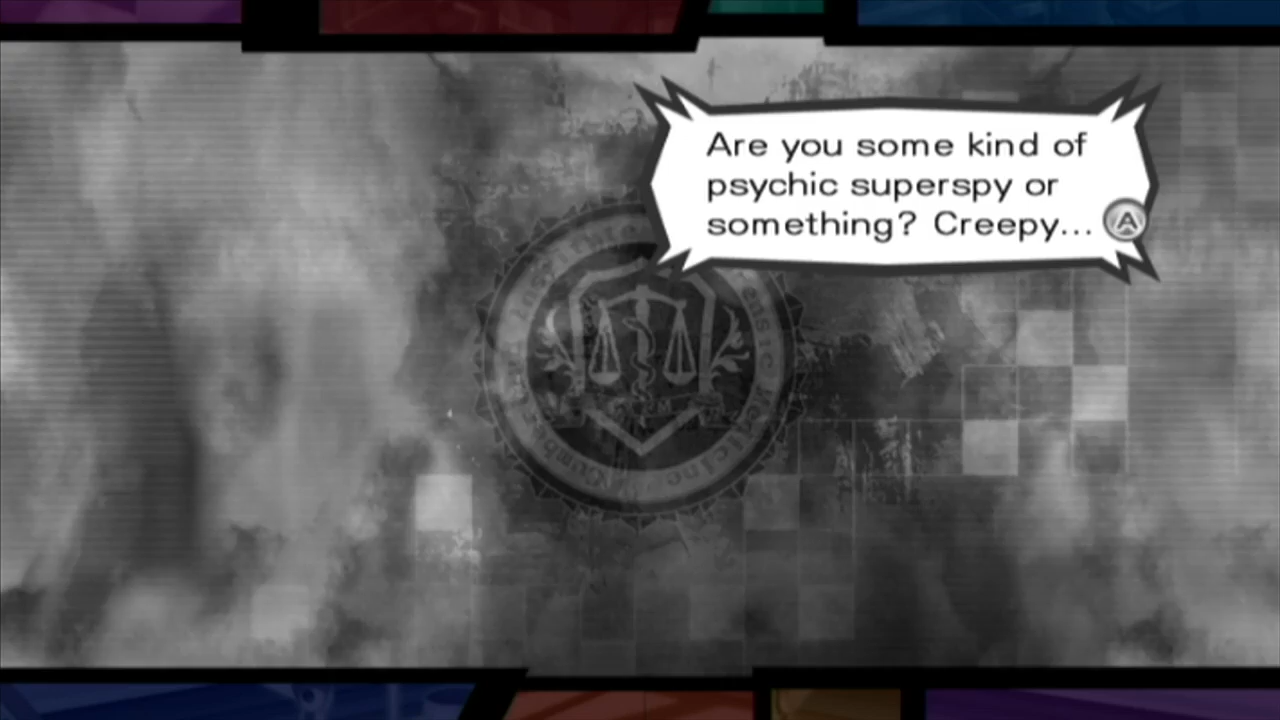 Are you some kind of
psychic superspy or
something? Creepy...
A